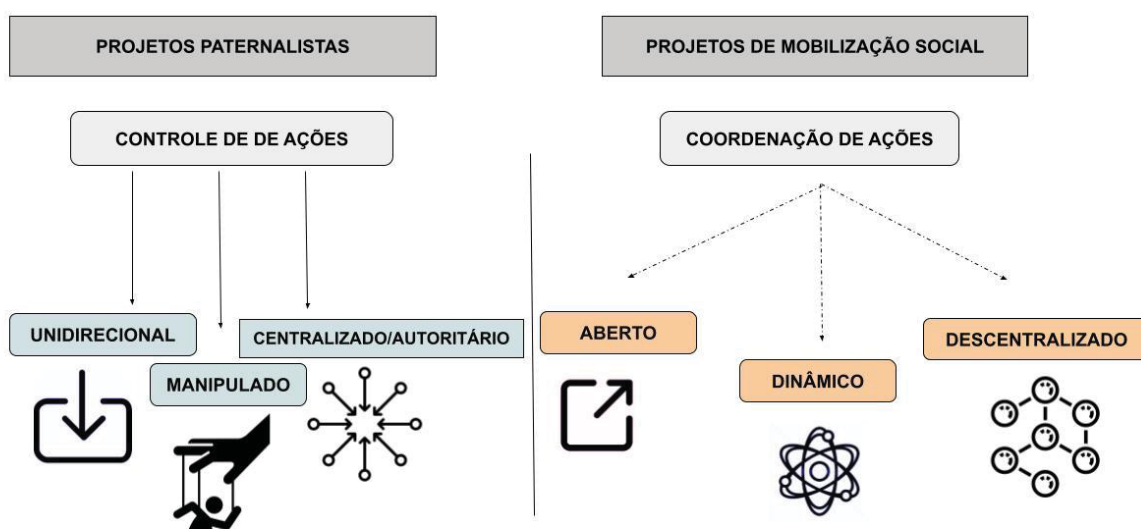 PROJETOS PATERNALISTAS
CONTROLE DE DE AÇÕES
UNIDIRECIONAL
MANIPULADO
CENTRALIZADO/AUTORITÁRIO
PROJETOS DE MOBILIZAÇÃO SOCIAL
COORDENAÇÃO DE AÇÕES
ABERTO
DINÂMICO
DESCENTRALIZADO